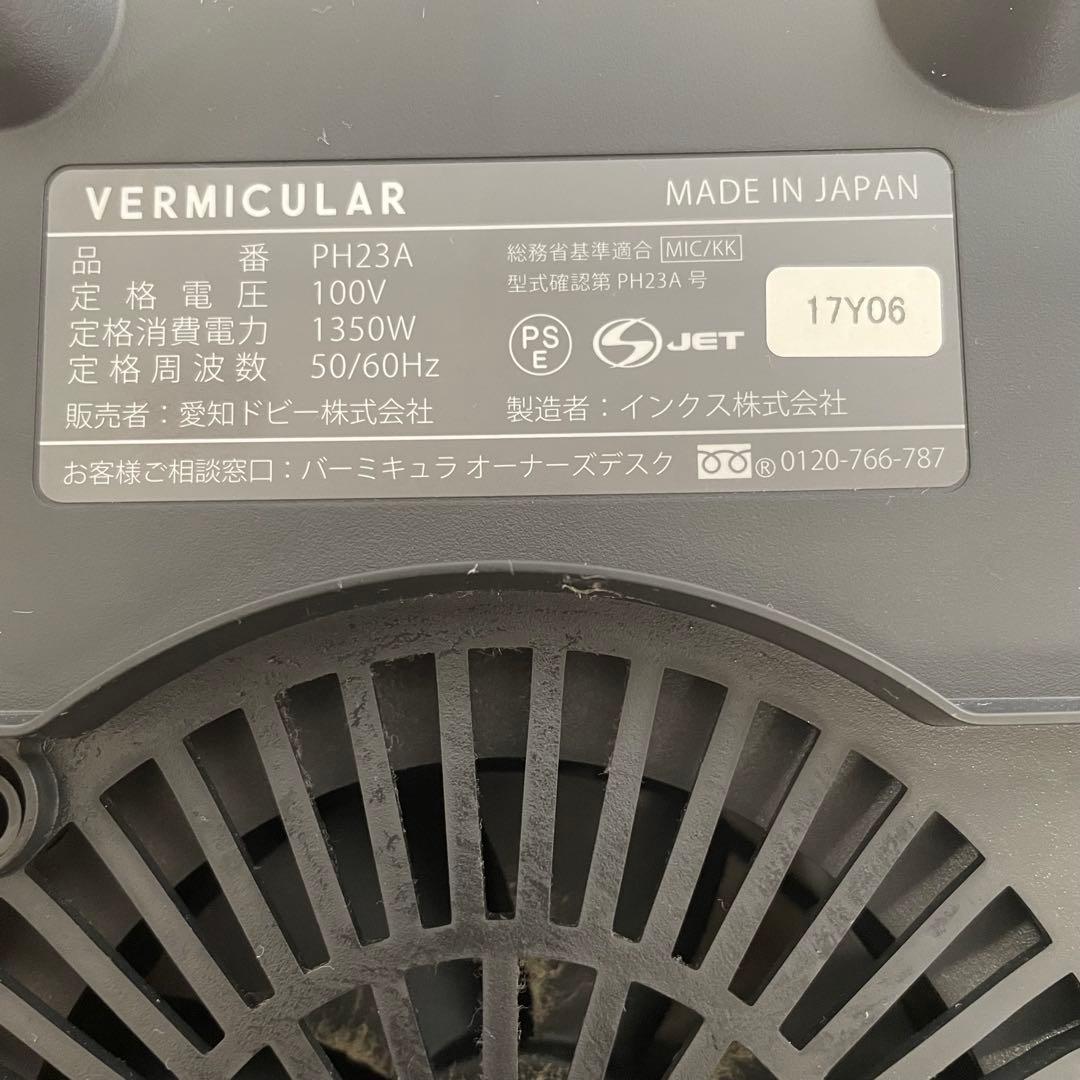 VERMICULAR MADE IN JAPAN
品番 PH23A
定格電圧 100V
定格消費電力 1350W
定格周波数 50/60Hz
販売者：愛知ドビー株式会社
総務省基準適合 MIC/KK
型式確認第 PH23A 号
PSE JET
17Y06
製造者：インクス株式会社
お客様ご相談窓口：バーミキュラ オーナーズデスク ®0120-766-787